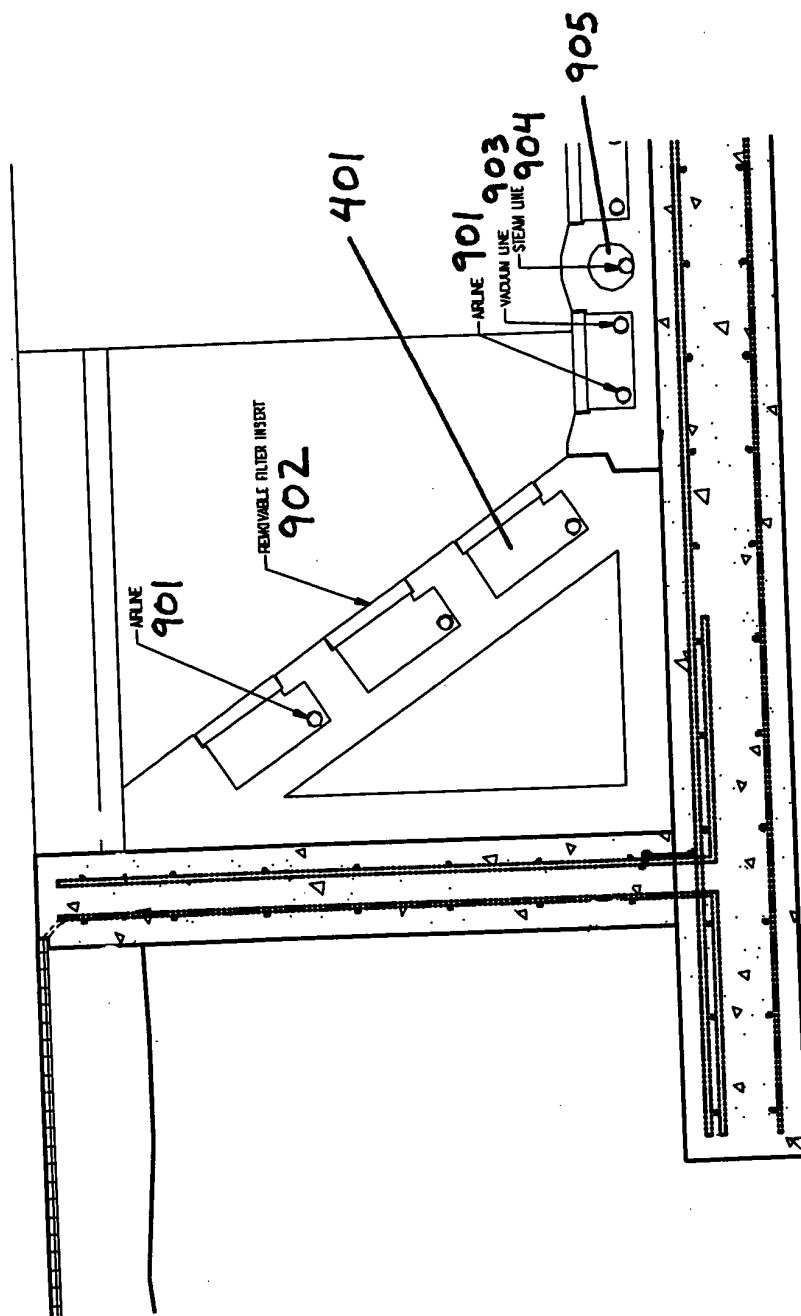 905
401
AIRLINE 901
VACUUM LINE 903
STEAM LINE 904
REMOVABLE FILTER INSERT
902
AIRLINE
901